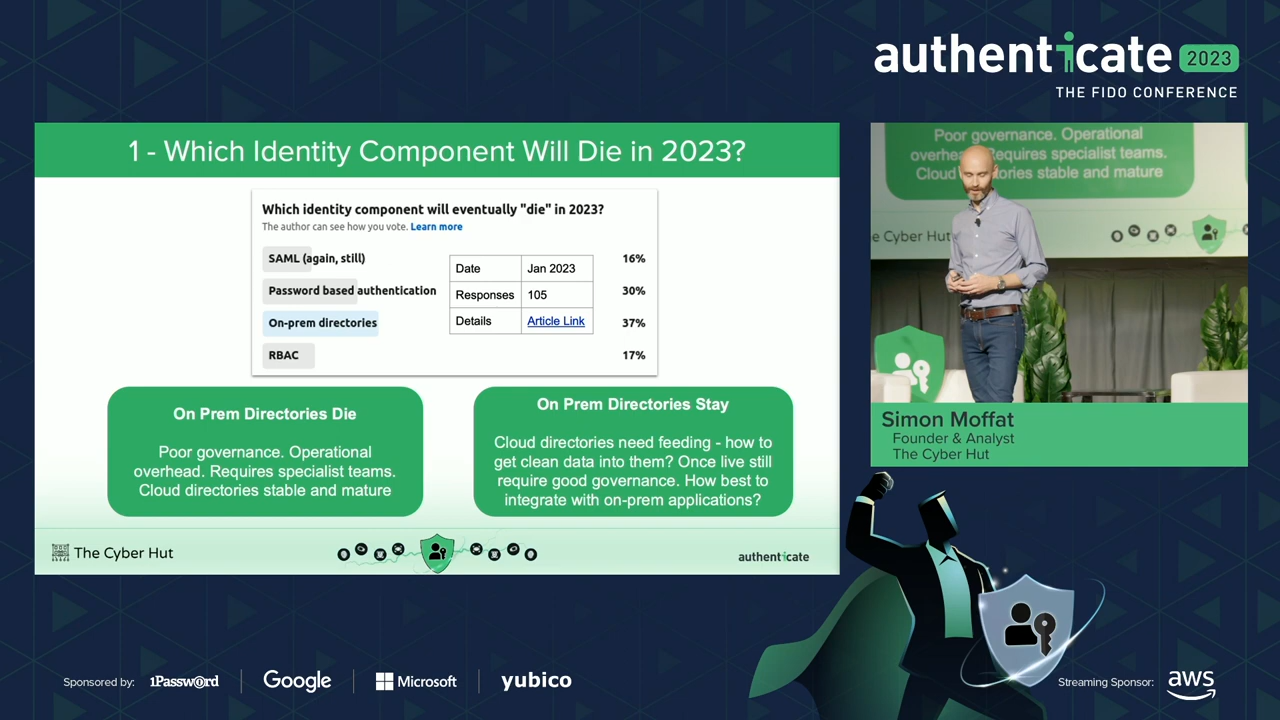 authenticate 2023
THE FIDO CONFERENCE
1 - Which Identity Component Will Die in 2023?
Which identity component will eventually "die" in 2023?
The author can see how you vote. Learn more
SAML (again, still) 16%
Password based authentication 30%
On-prem directories 37%
RBAC 17%
Date Jan 2023
Responses 105
Details Article Link
On Prem Directories Die
Poor governance. Operational
overhead. Requires specialist teams.
Cloud directories stable and mature
On Prem Directories Stay
Cloud directories need feeding - how to
get clean data into them? Once live still
require good governance. How best to
integrate with on-prem applications?
The Cyber Hut
authenticate
Poor governance. Operational
overhe Requires specialist teams.
Clou ories stable and mature
e Cyber Hut
Simon Moffat
Founder & Analyst
The Cyber Hut
Sponsored by:
1Password
Google
Microsoft
yubico
Streaming Sponsor:
aws